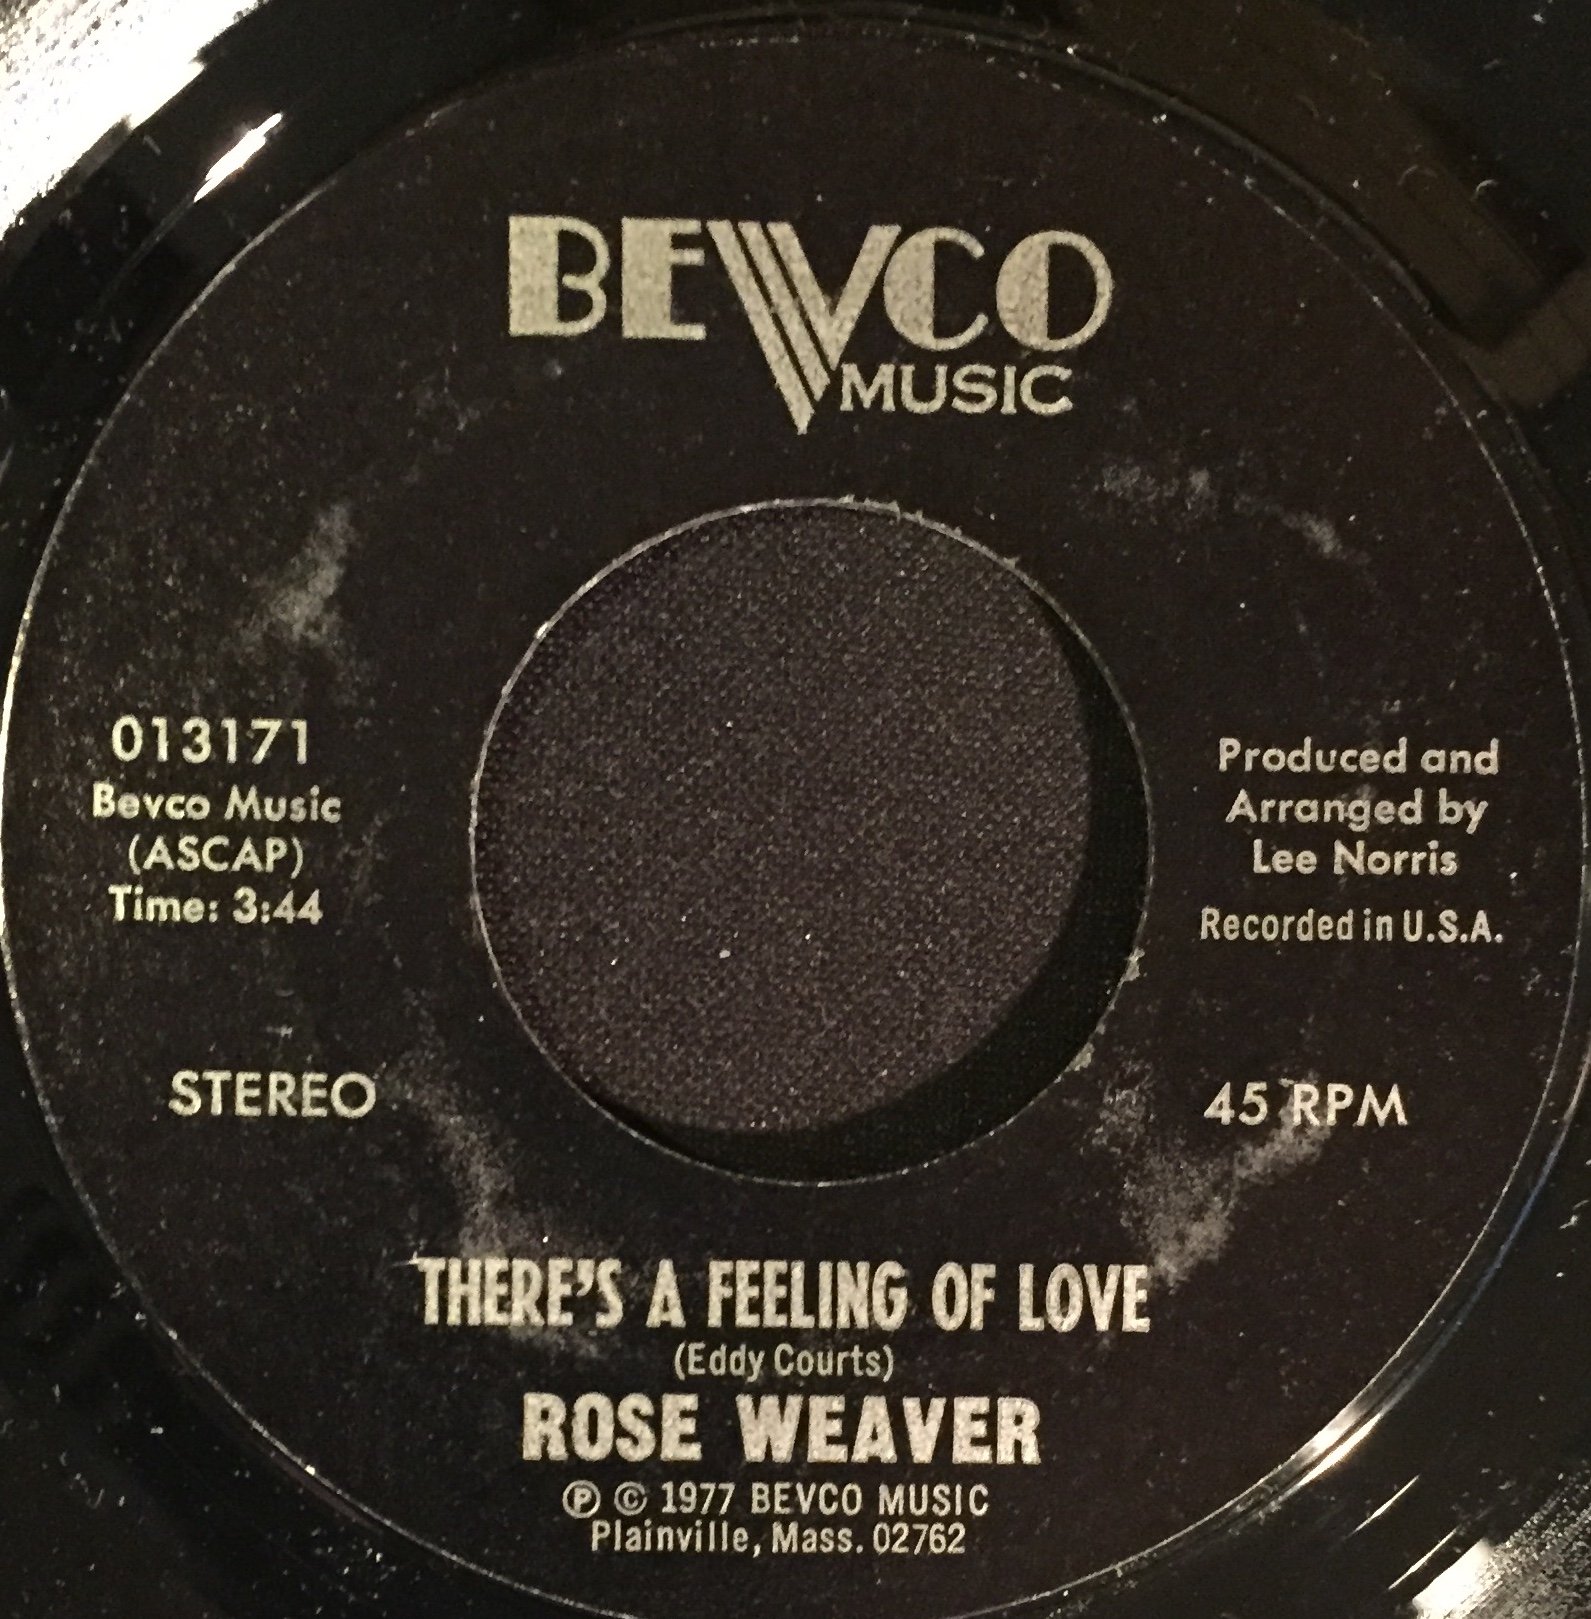 BEVCO
MUSIC
013171
Bevco Music
(ASCAP)
Time: 3:44
Produced and
Arranged by
Lee Norris
Recorded in U.S.A.
STEREO
45 RPM
THERE'S A FEELING OF LOVE
(Eddy Courts)
ROSE WEAVER
℗ © 1977 BEVCO MUSIC
Plainville, Mass. 02762